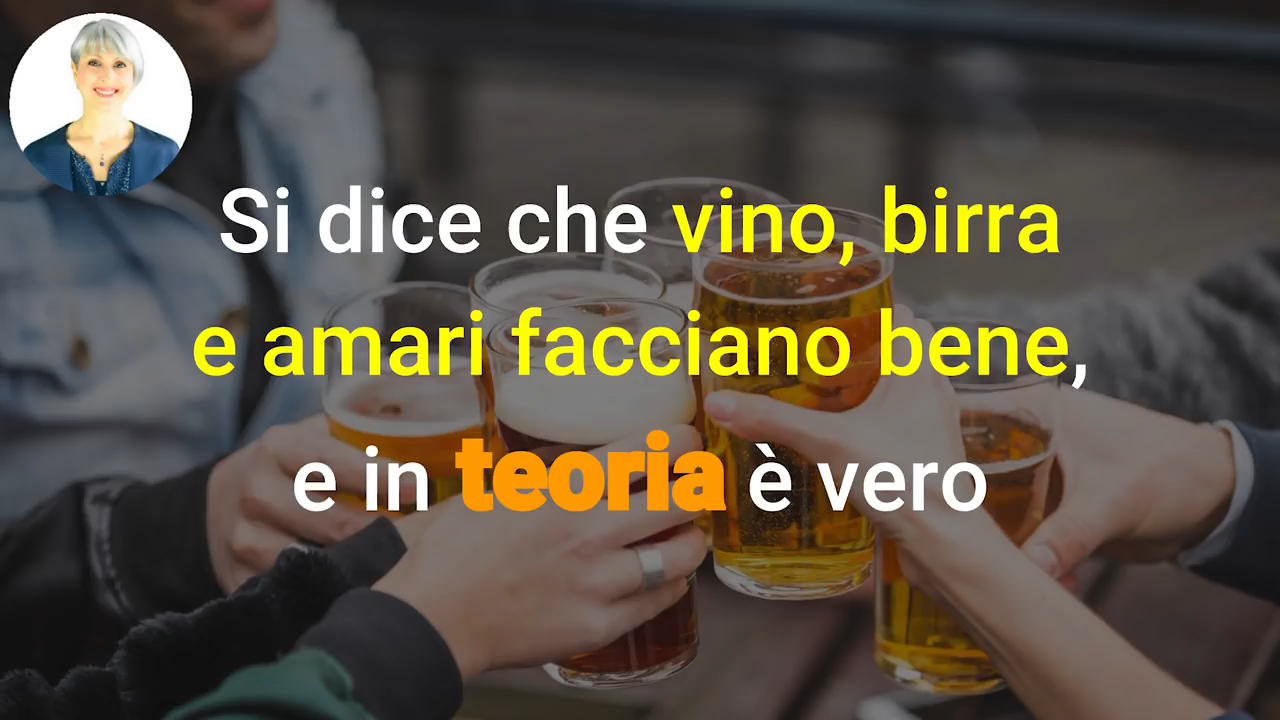 Si dice che vino, birra
e amari facciano bene,
e in teoria è vero